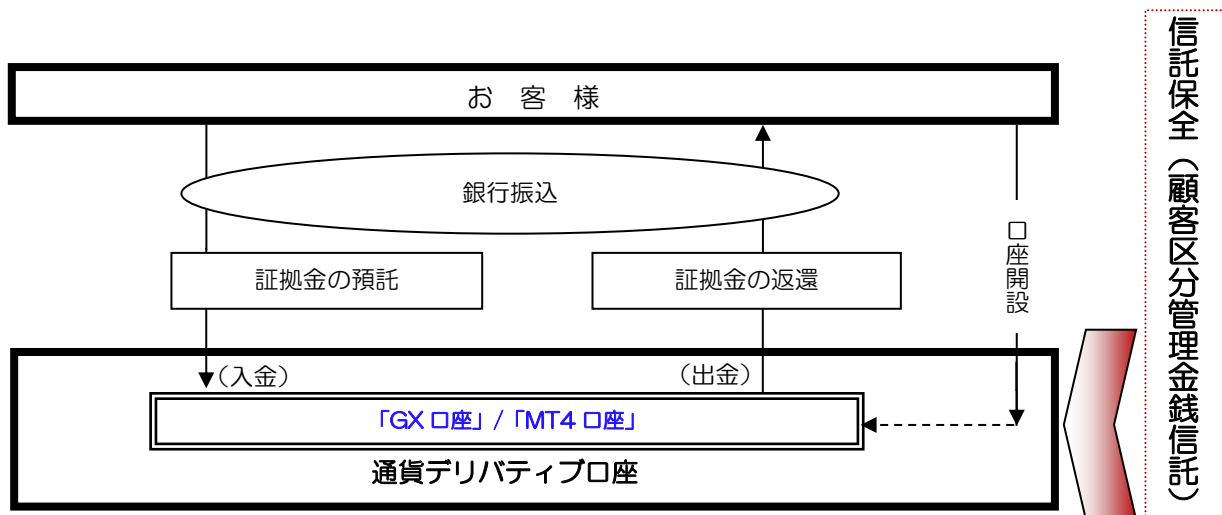 お 客 様
銀行振込
証拠金の預託
証拠金の返還
口座開設
（入金）
（出金）
「GX 口座」/「MT4 口座」
通貨デリバティブ口座
信託保全（顧客区分管理金銭信託）